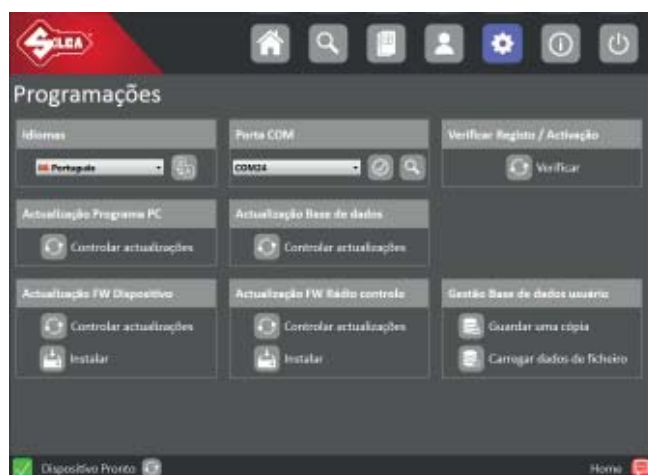 SILCA
Programações
Idiomas
Porta COM
Verificar Registo / Activação
Português
COM24
Verificar
Actualização Programa PC
Actualização Base de dados
Controlar actualizações
Controlar actualizações
Actualização FW Dispositivo
Actualização FW Rádio controlo
Gestão Base de dados usuário
Controlar actualizações
Controlar actualizações
Guardar uma cópia
Instalar
Instalar
Carregar dados de ficheiro
Dispositivo Pronto
Home